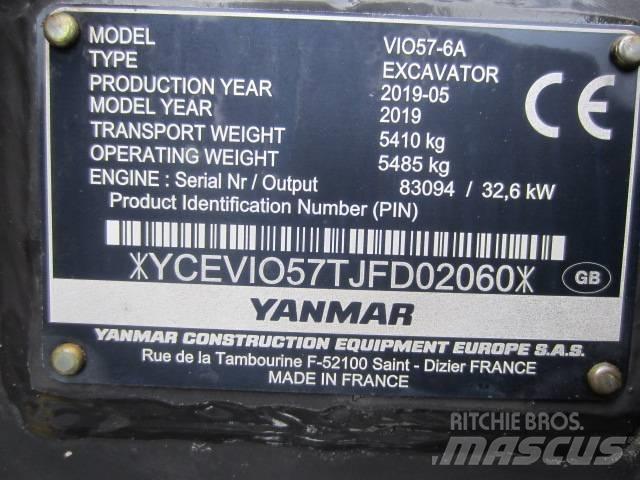 MODEL VIO57-6A
TYPE EXCAVATOR
PRODUCTION YEAR 2019-05
MODEL YEAR 2019
TRANSPORT WEIGHT 5410 kg
OPERATING WEIGHT 5485 kg
ENGINE : Serial Nr / Output 83094 / 32,6 kW
Product Identification Number (PIN)
CE
*YCEVIO57TJFD02060*
GB
YANMAR
YANMAR CONSTRUCTION EQUIPMENT EUROPE S.A.S.
Rue de la Tambourine F-52100 Saint - Dizier FRANCE
MADE IN FRANCE
RITCHIE BROS.
MASCUS